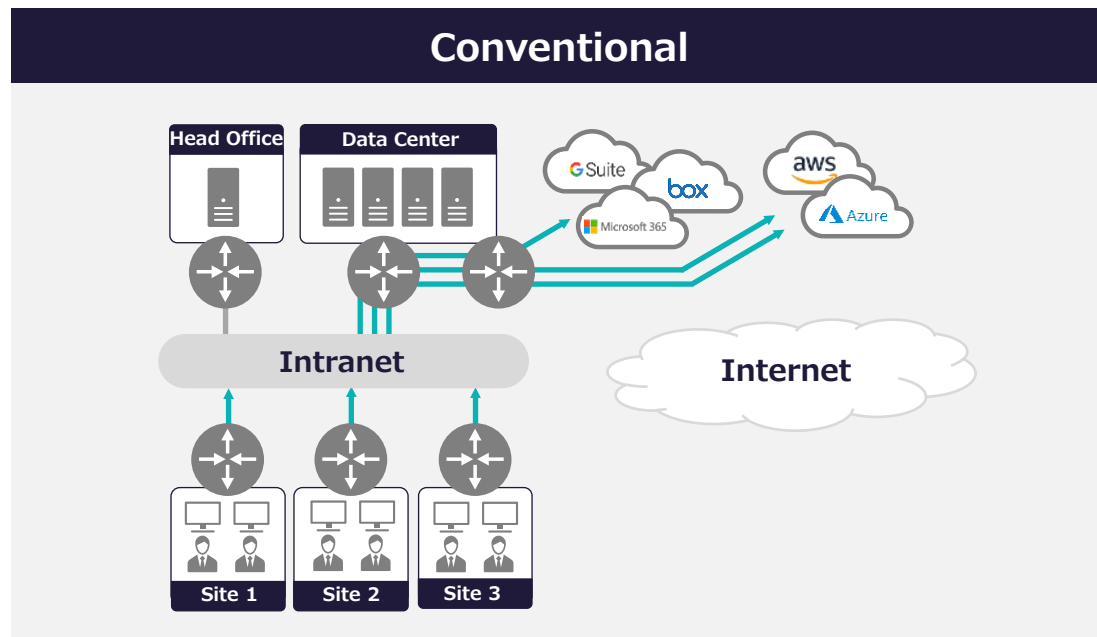 Conventional
Head Office
Data Center
G Suite
box
Microsoft 365
aws
Azure
Intranet
Internet
Site 1
Site 2
Site 3